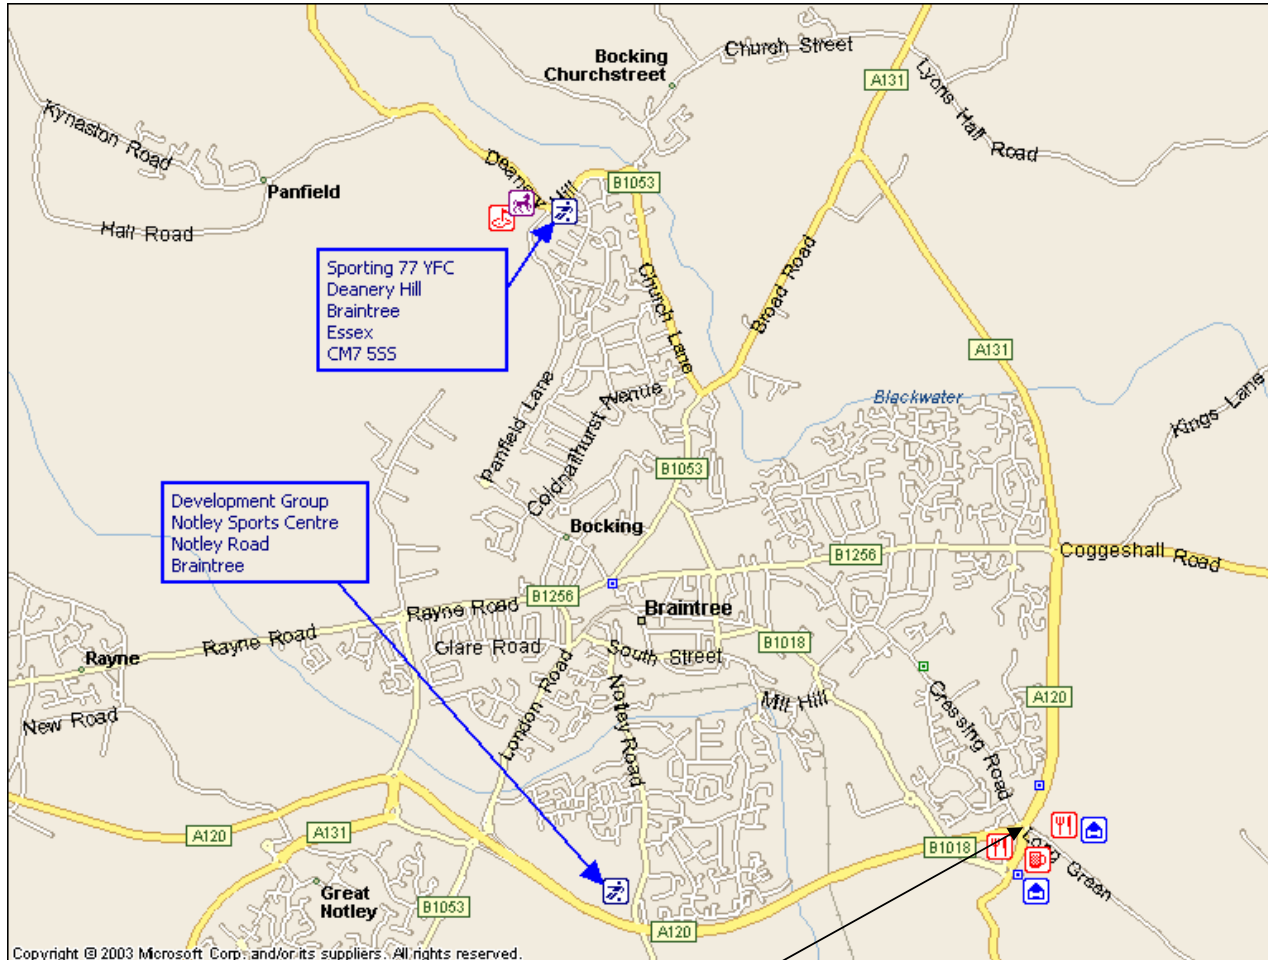 Church Street
Bocking
Churchstreet
A131
Lyons Hall Road
Kynaston Road
Panfield
Hall Road
Deanery Hill
B1053
Sporting 77 YFC
Deanery Hill
Braintree
Essex
CM7 5SS
Church Lane
Broad Road
A131
Blackwater
Kings Lane
Panfield Lane
Coldnailhurst Avenue
B1053
Development Group
Notley Sports Centre
Notley Road
Braintree
Bocking
B1256
Coggeshall Road
B1256
Rayne Road
Braintree
Rayne Road
Rayne
Glare Road
South Street
B1018
New Road
London Road
Notley Road
Mill Hill
Cressing Road
A120
A120
A131
B1018
Long Green
Great
Notley
B1053
A120
Copyright © 2003 Microsoft Corp. and/or its suppliers. All rights reserved.